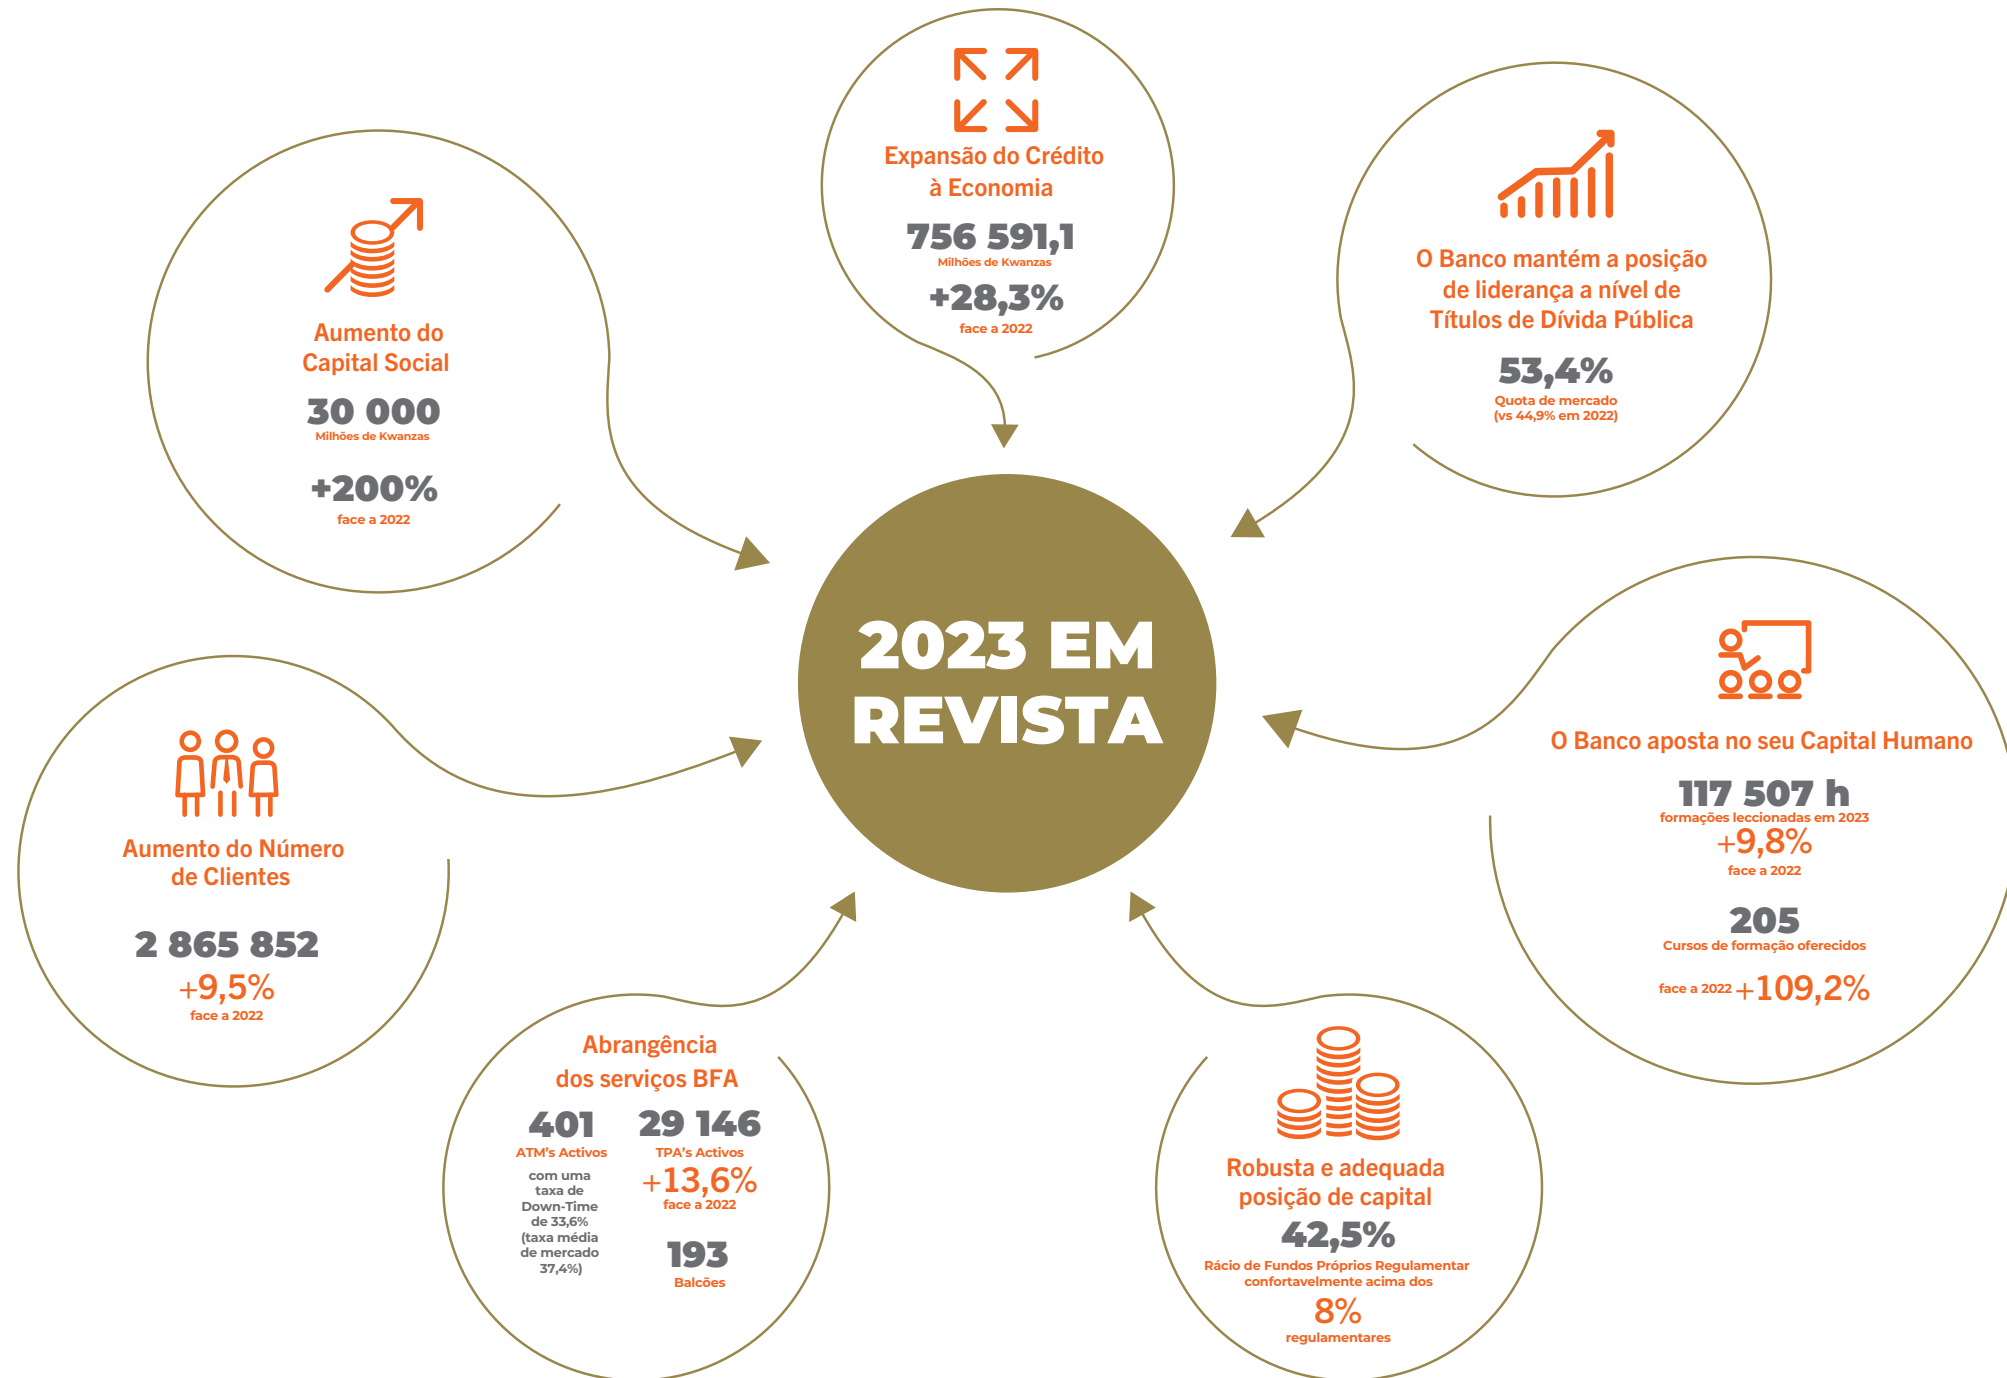 Expansão do Crédito
à Economia
756 591,1
Milhões de Kwanzas
+28,3%
face a 2022
Aumento do
Capital Social
30 000
Milhões de Kwanzas
+200%
face a 2022
O Banco mantém a posição
de liderança a nível de
Títulos de Dívida Pública
53,4%
Quota de mercado
(vs 44,9% em 2022)
2023 EM
REVISTA
Aumento do Número
de Clientes
2 865 852
+9,5%
face a 2022
O Banco aposta no seu Capital Humano
117 507 h
formações leccionadas em 2023
+9,8%
face a 2022
205
Cursos de formação oferecidos
face a 2022 +109,2%
Abrangência
dos serviços BFA
401
ATM's Activos
com uma
taxa de
Down-Time
de 33,6%
(taxa média
de mercado
37,4%)
29 146
TPA's Activos
+13,6%
face a 2022
193
Balcões
Robusta e adequada
posição de capital
42,5%
Rácio de Fundos Próprios Regulamentar
confortavelmente acima dos
8%
regulamentares